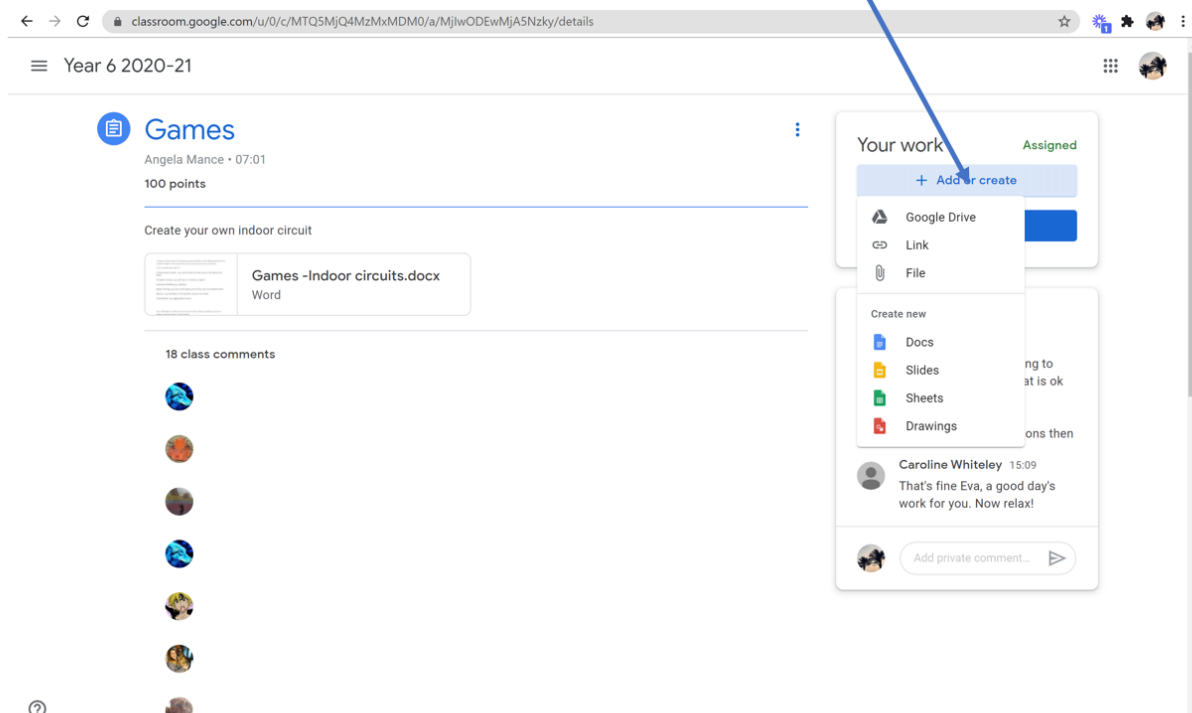 classroom.google.com/u/0/c/MTQ5MjQ4MzMxMDM0/a/MjIwODEwMjA5Nzky/details
1
Year 6 2020-21
Games
Angela Mance • 07:01
100 points
Create your own indoor circuit
Games -Indoor circuits.docx
Word
18 class comments
Your work
Assigned
+ Add or create
Google Drive
Link
File
Create new
Docs
Slides
Sheets
Drawings
ng to
at is ok
ons then
Caroline Whiteley 15:09
That's fine Eva, a good day's
work for you. Now relax!
Add private comment...